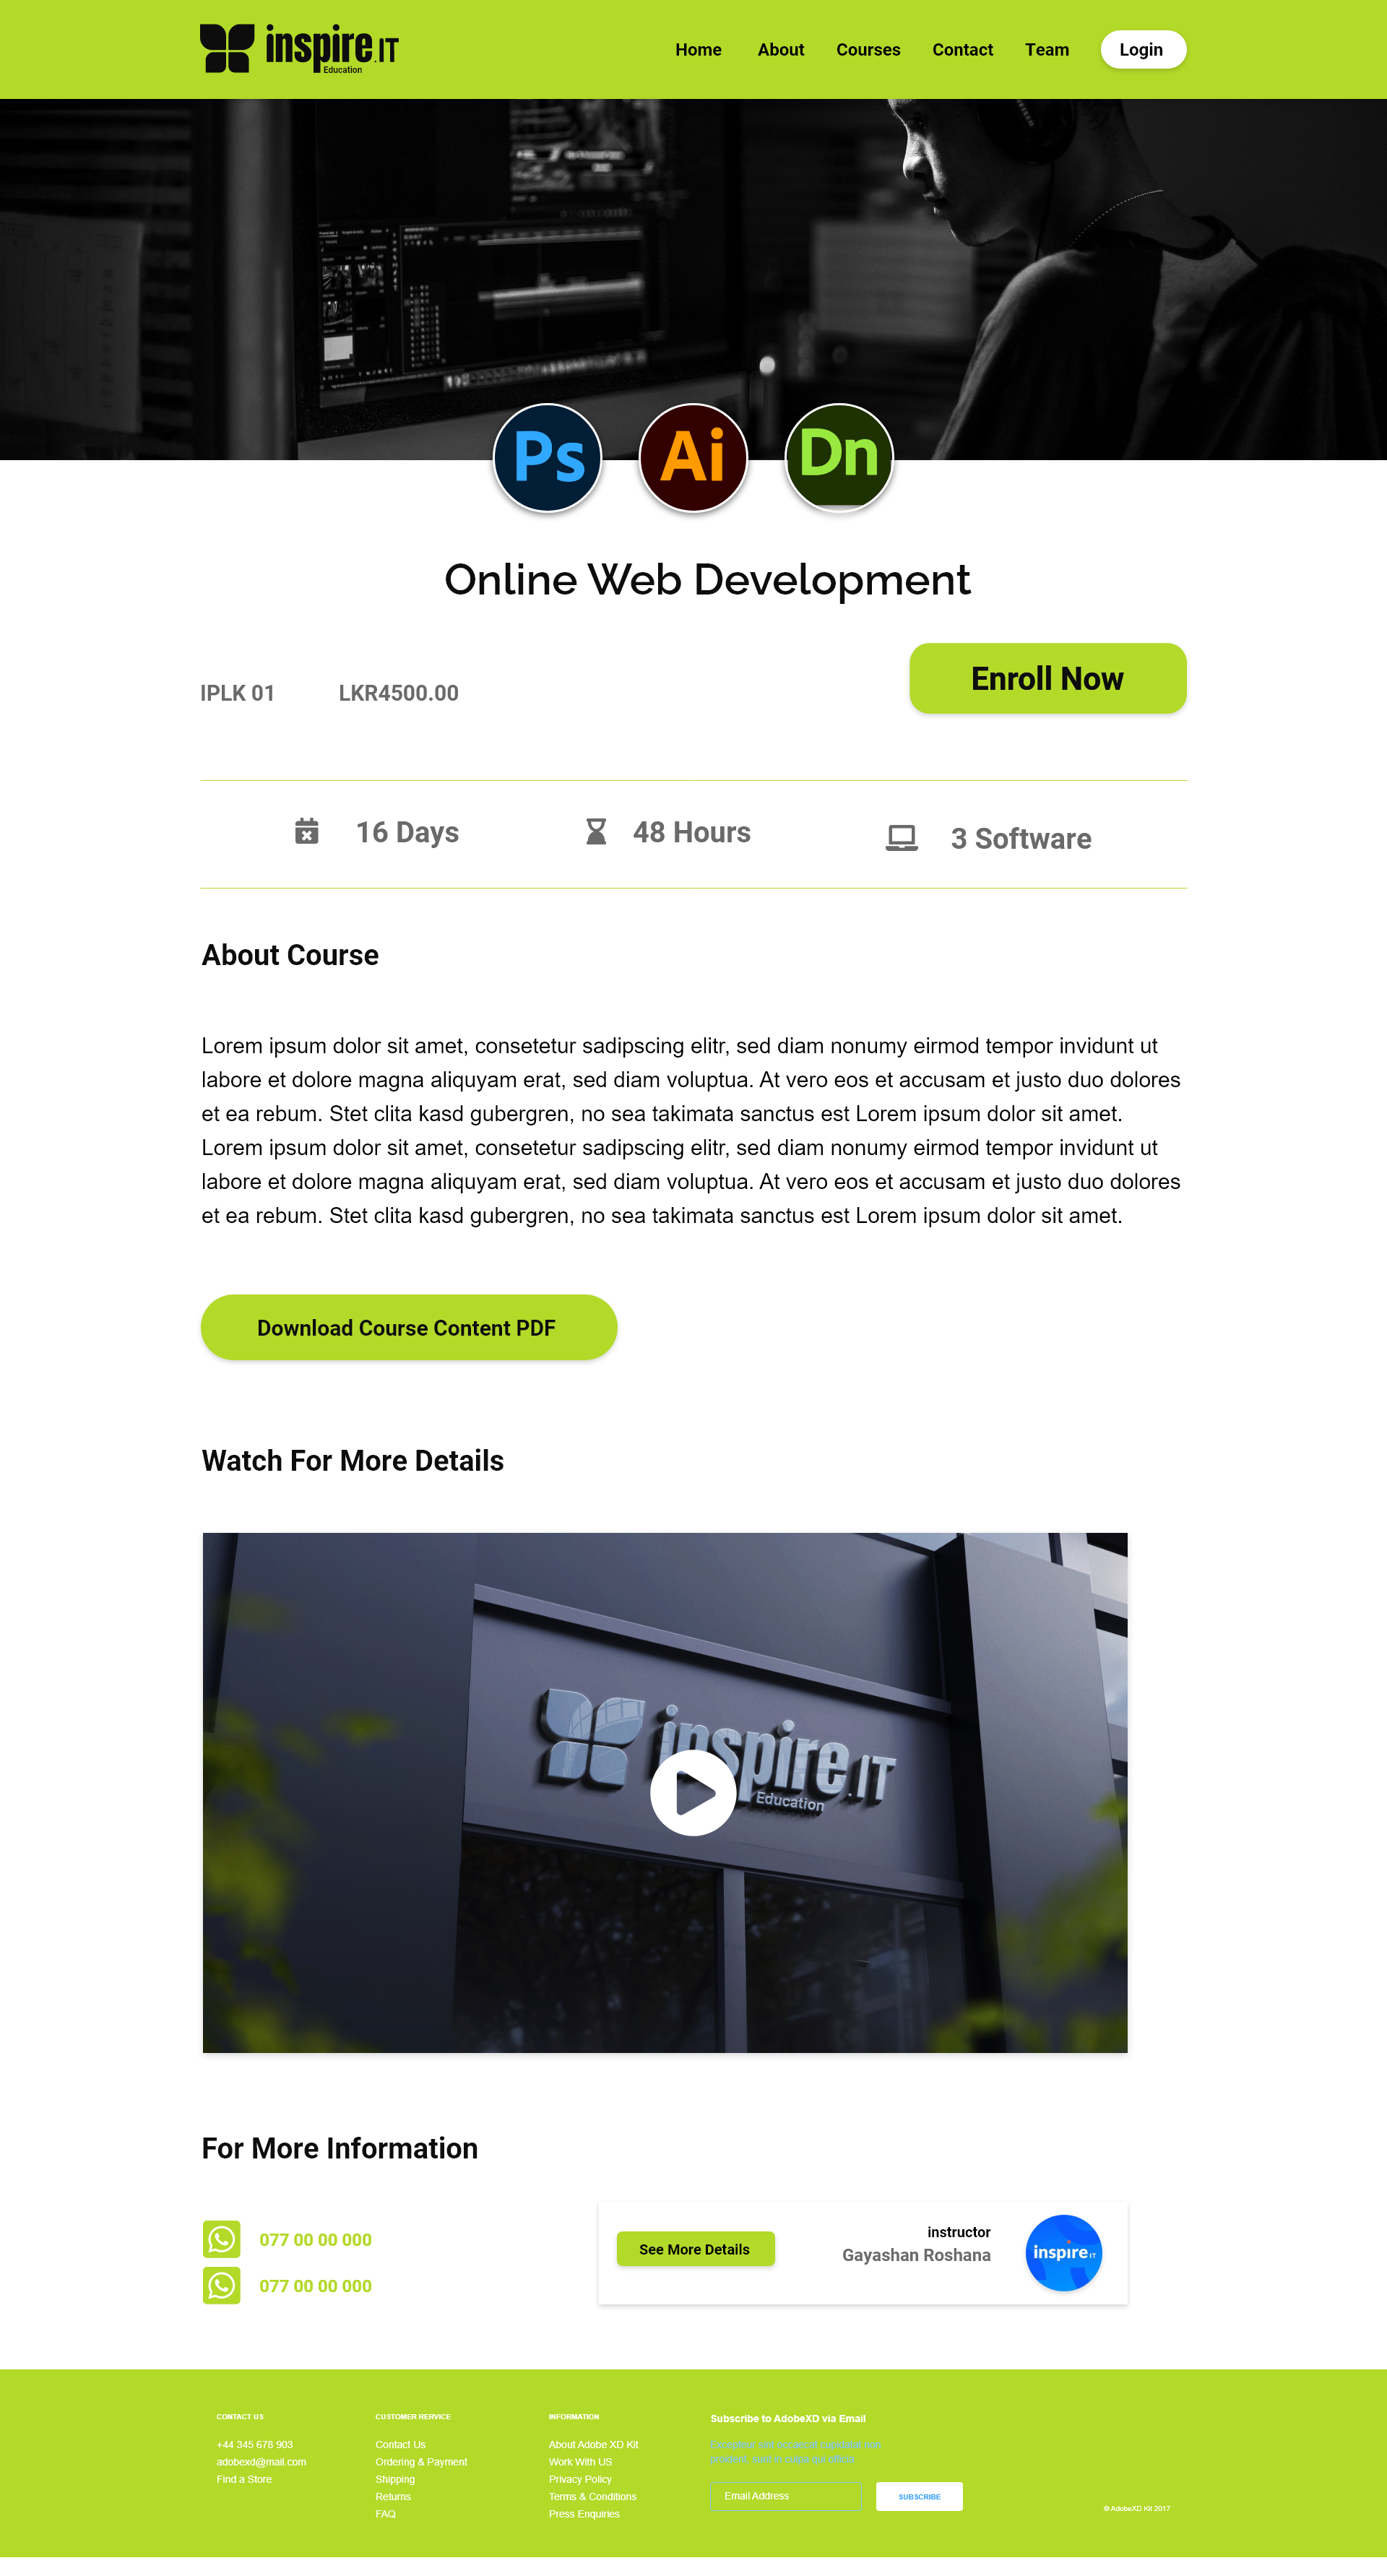 inspire.IT
Education
Home About Courses Contact Team Login
Ps Ai Dn
Online Web Development
IPLK 01 LKR4500.00 Enroll Now
16 Days 48 Hours 3 Software
About Course
Lorem ipsum dolor sit amet, consetetur sadipscing elitr, sed diam nonumy eirmod tempor invidunt ut
labore et dolore magna aliquyam erat, sed diam voluptua. At vero eos et accusam et justo duo dolores
et ea rebum. Stet clita kasd gubergren, no sea takimata sanctus est Lorem ipsum dolor sit amet.
Lorem ipsum dolor sit amet, consetetur sadipscing elitr, sed diam nonumy eirmod tempor invidunt ut
labore et dolore magna aliquyam erat, sed diam voluptua. At vero eos et accusam et justo duo dolores
et ea rebum. Stet clita kasd gubergren, no sea takimata sanctus est Lorem ipsum dolor sit amet.
Download Course Content PDF
Watch For More Details
inspire.IT
Education
For More Information
077 00 00 000
077 00 00 000
See More Details
instructor
Gayashan Roshana
inspire IT
CONTACT US
+44 345 678 903
adobexd@mail.com
Find a Store
CUSTOMER RERVICE
Contact Us
Ordering & Payment
Shipping
Returns
FAQ
INFORMATION
About Adobe XD Kit
Work With US
Privacy Policy
Terms & Conditions
Press Enquiries
Subscribe to AdobeXD via Email
Email Address
SUBSCRIBE
© AdobeXD Kit 2017